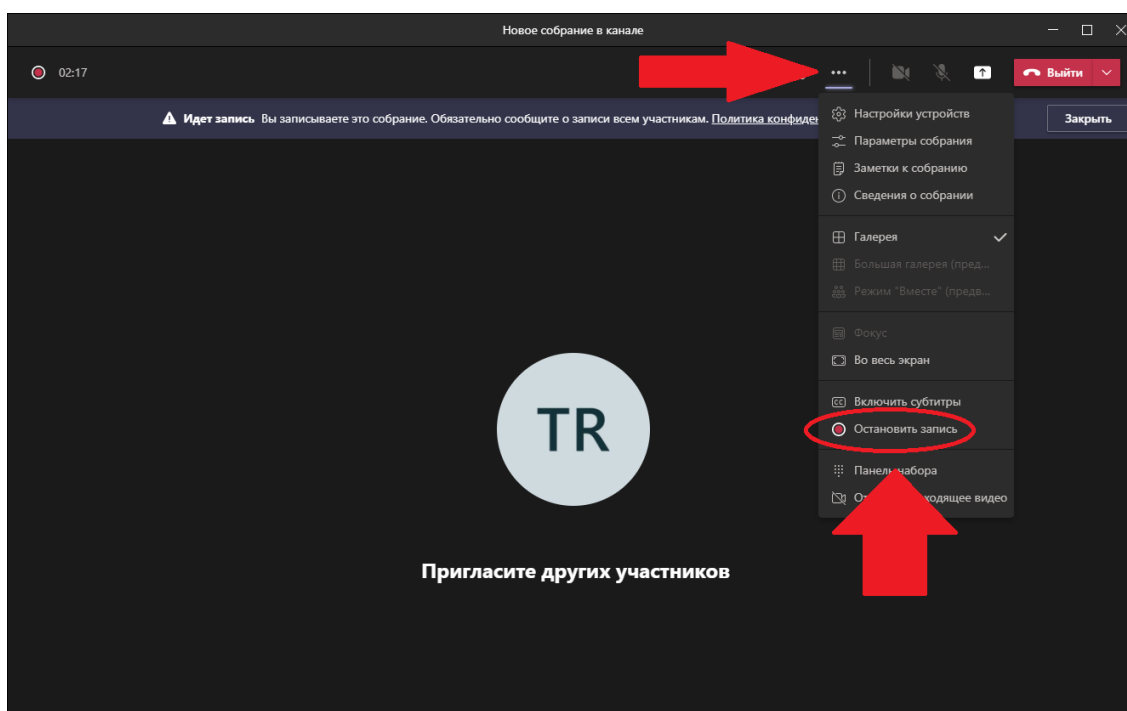 Новое собрание в канале
02:17
Выйти
Идет запись Вы записываете это собрание. Обязательно сообщите о записи всем участникам. Политика
Закрыть
Настройки устройств
Параметры собрания
Заметки к собранию
Сведения о собрании
Галерея
Большая галерея (пред...
Режим "Вместе" (предв...
Фокус
Во весь экран
Включить субтитры
Остановить запись
Панель набора
видео
TR
Пригласите других участников